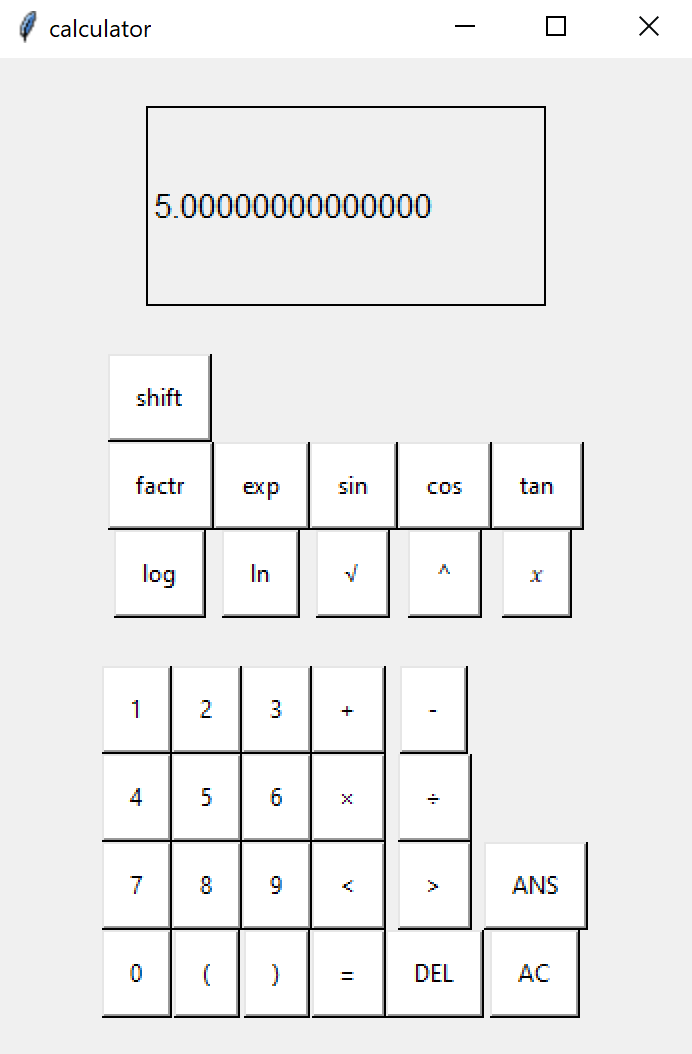 calculator
5.00000000000000
shift
factr exp sin cos tan
log ln √ ^ x
1 2 3 + -
4 5 6 × ÷
7 8 9 < > ANS
0 ( ) = DEL AC